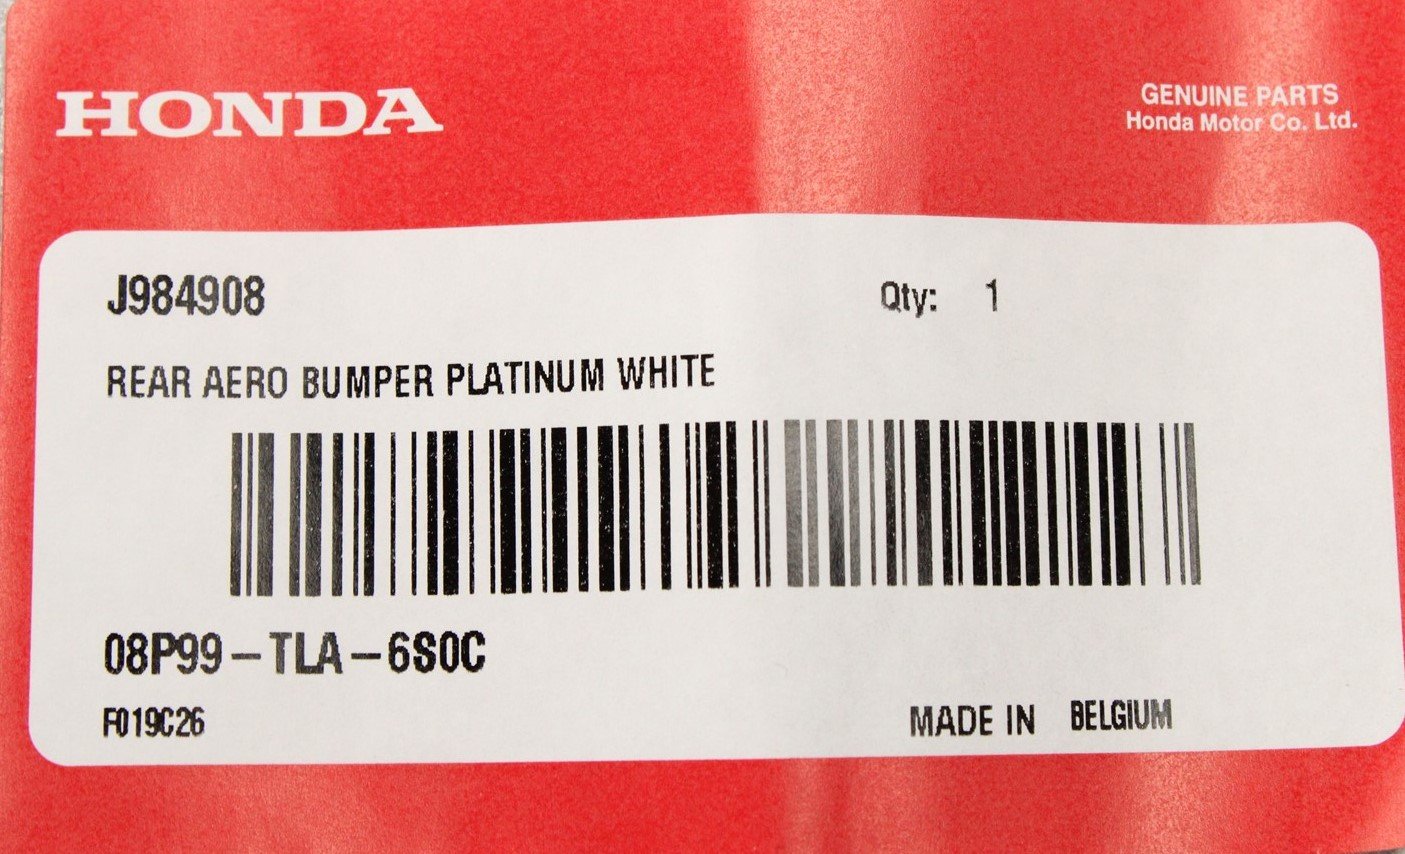 HONDA
GENUINE PARTS
Honda Motor Co. Ltd.
J984908
Qty: 1
REAR AERO BUMPER PLATINUM WHITE
08P99-TLA-6S0C
F019C26
MADE IN BELGIUM